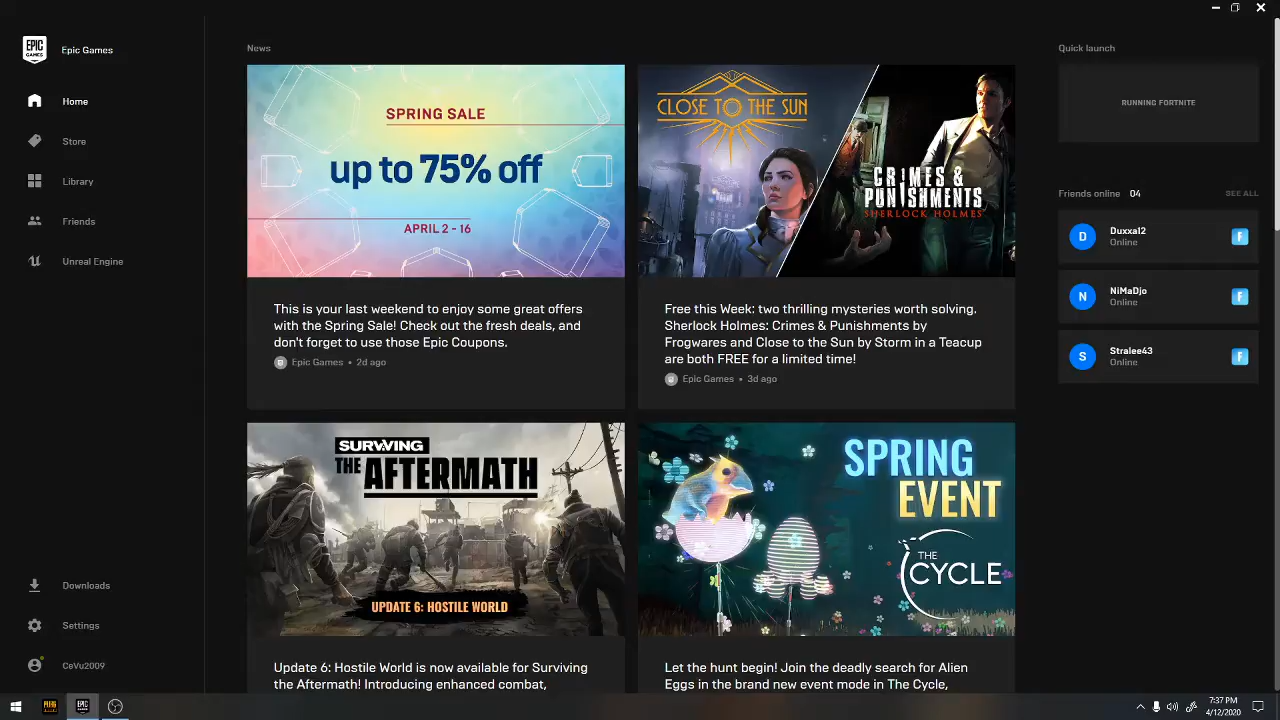 EPIC
GAMES
Epic Games
Home
Store
Library
Friends
Unreal Engine
Downloads
Settings
CeVu2009
News
SPRING SALE
up to 75% off
APRIL 2 - 16
This is your last weekend to enjoy some great offers
with the Spring Sale! Check out the fresh deals, and
don't forget to use those Epic Coupons.
Epic Games • 2d ago
CLOSE TO THE SUN
CRIMES &
PUNISHMENTS
SHERLOCK HOLMES
Free this Week: two thrilling mysteries worth solving.
Sherlock Holmes: Crimes & Punishments by
Frogwares and Close to the Sun by Storm in a Teacup
are both FREE for a limited time!
Epic Games • 3d ago
SURVIVING
THE AFTERMATH
UPDATE 6: HOSTILE WORLD
Update 6: Hostile World is now available for Surviving
the Aftermath! Introducing enhanced combat,
SPRING
EVENT
THE
CYCLE
Let the hunt begin! Join the deadly search for Alien
Eggs in the brand new event mode in The Cycle,
Quick launch
RUNNING FORTNITE
Friends online 04
SEE ALL
D
Duxxal2
Online
F
N
NiMaDjo
Online
F
S
Stralee43
Online
F
PUBG
EPIC
GAMES
7:37 PM
4/12/2020